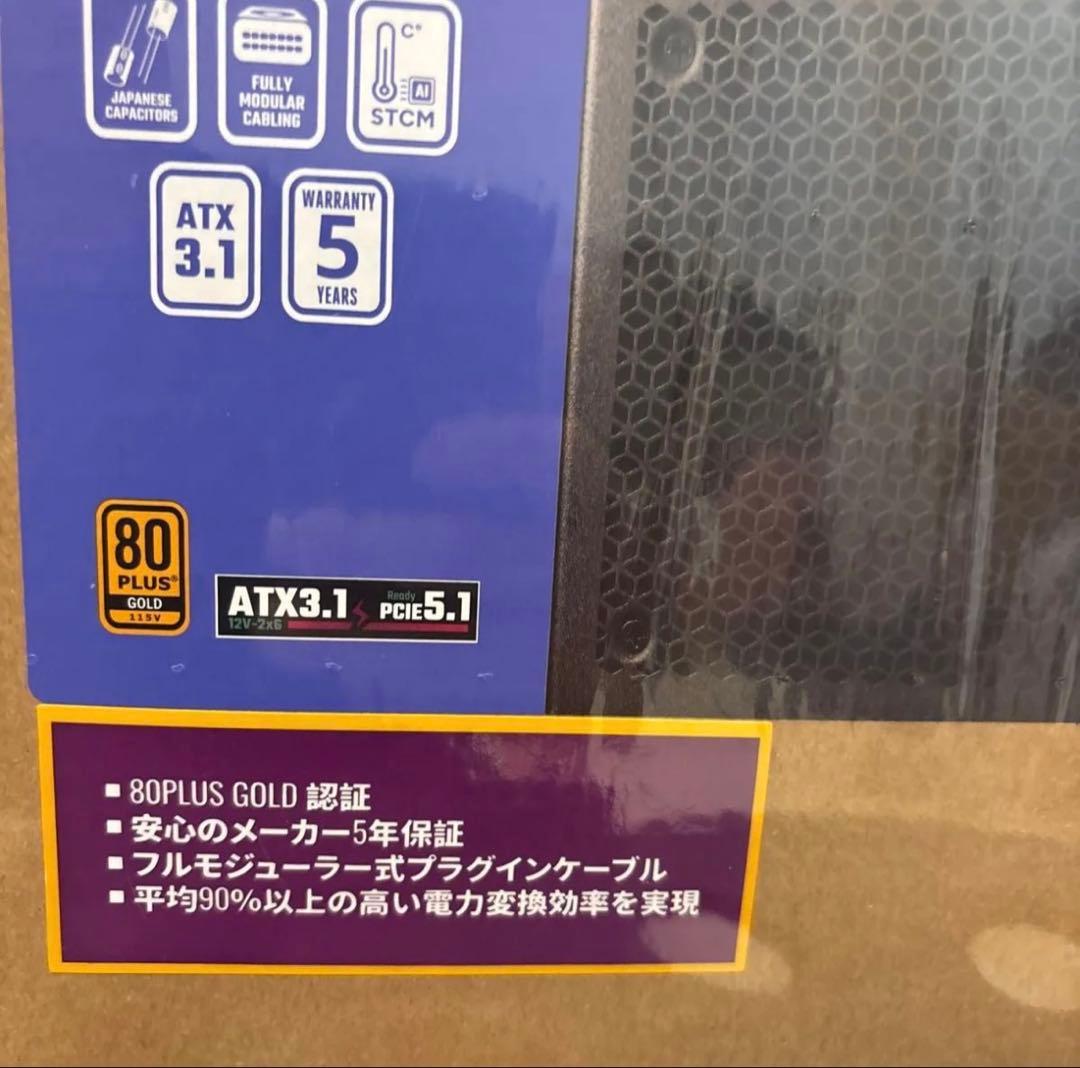 JAPANESE
CAPACITORS
FULLY
MODULAR
CABLING
C°
AI
STCM
ATX
3.1
WARRANTY
5
YEARS
80
PLUS®
GOLD
115V
ATX3.1
12V-2x6
Ready
PCIE5.1
■ 80PLUS GOLD 認証
■ 安心のメーカー5年保証
■ フルモジューラー式プラグインケーブル
■ 平均90%以上の高い電力変換効率を実現